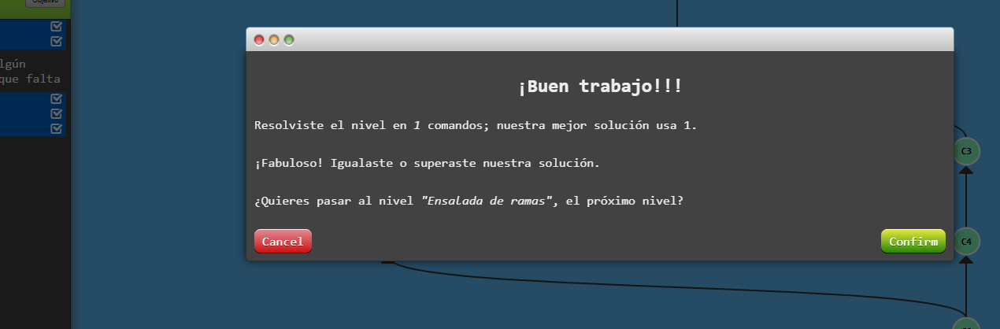 Objetivo
lgún
que falta
¡Buen trabajo!!!
Resolviste el nivel en 1 comandos; nuestra mejor solución usa 1.
¡Fabuloso! Igualaste o superaste nuestra solución.
¿Quieres pasar al nivel "Ensalada de ramas", el próximo nivel?
Cancel
Confirm
C3
C4